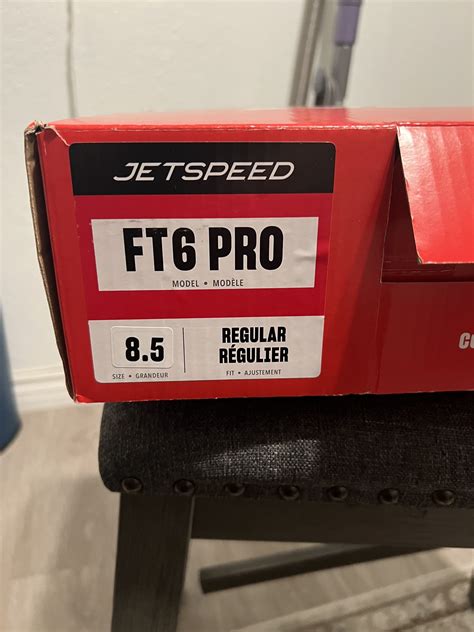 JETSPEED
FT6 PRO
MODEL • MODÈLE
8.5
REGULAR
RÉGULIER
SIZE • GRANDEUR
FIT • AJUSTEMENT